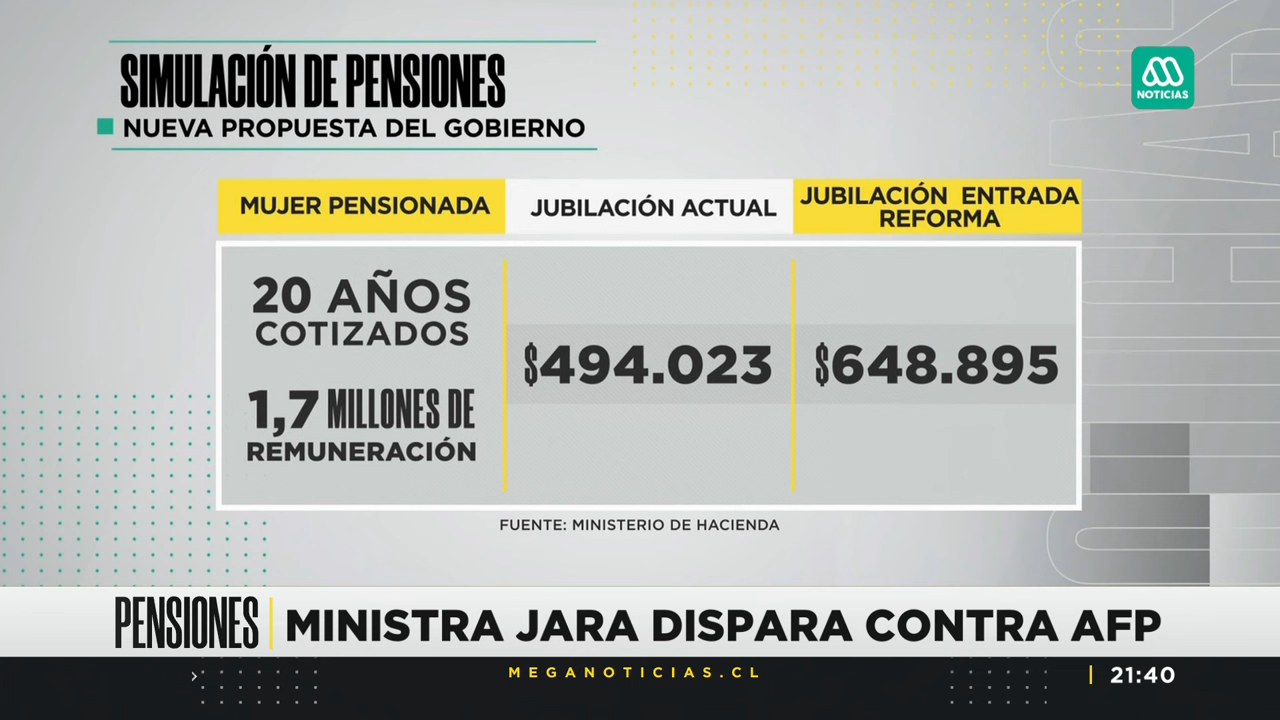 SIMULACIÓN DE PENSIONES
NUEVA PROPUESTA DEL GOBIERNO
NOTICIAS
MUJER PENSIONADA
JUBILACIÓN ACTUAL
JUBILACIÓN ENTRADA
REFORMA
20 AÑOS
COTIZADOS
1,7 MILLONES DE
REMUNERACIÓN
$494.023
$648.895
FUENTE: MINISTERIO DE HACIENDA
PENSIONES
MINISTRA JARA DISPARA CONTRA AFP
MEGANOTICIAS.CL
21:40